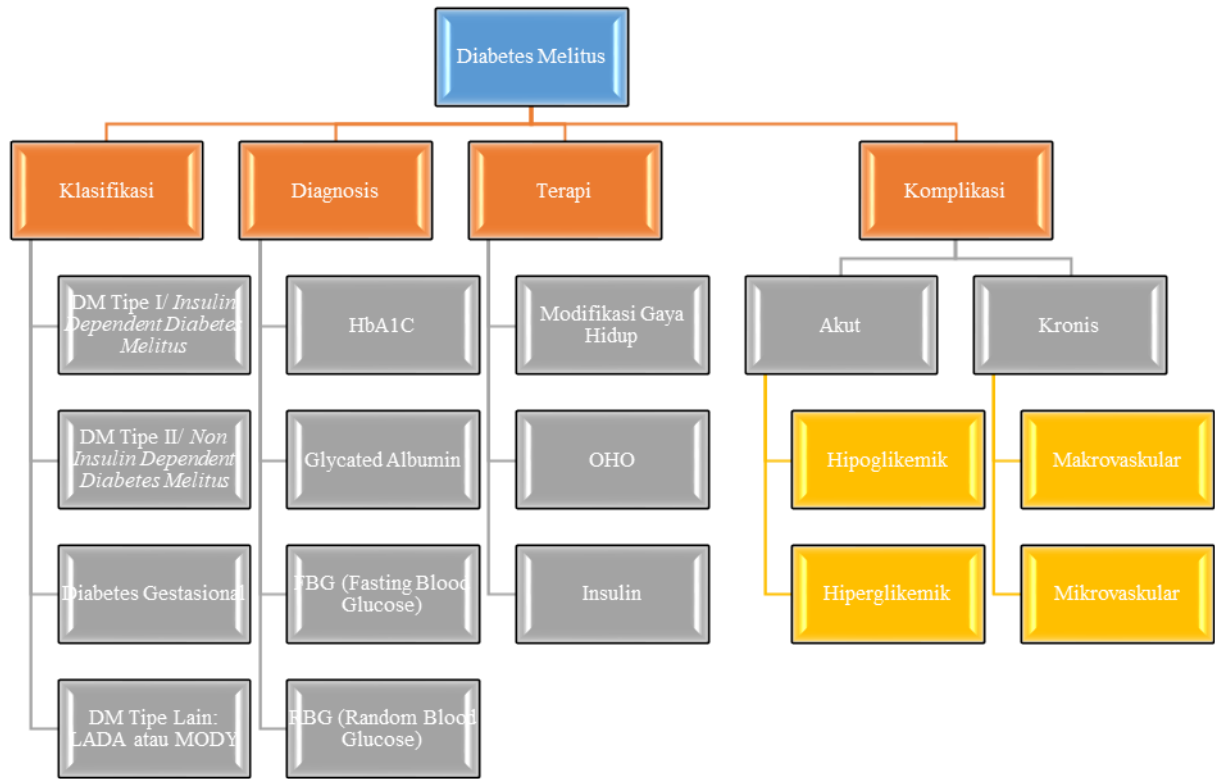 Diabetes Melitus
Klasifikasi
Diagnosis
Terapi
Komplikasi
DM Tipe I/ Insulin
Dependent Diabetes
Melitus
HbA1C
Modifikasi Gaya
Hidup
Akut
Kronis
DM Tipe II/ Non
Insulin Dependent
Diabetes Melitus
Glycated Albumin
OHO
Hipoglikemik
Makrovaskular
Diabetes Gestasional
FBG (Fasting Blood
Glucose)
Insulin
Hiperglikemik
Mikrovaskular
DM Tipe Lain:
LADA atau MODY
RBG (Random Blood
Glucose)